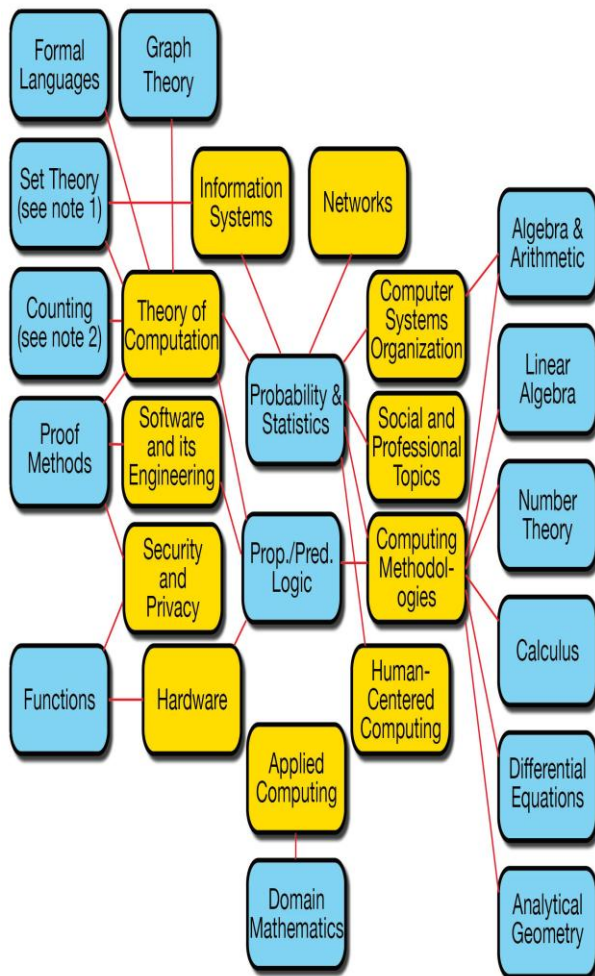 Formal
Languages
Graph
Theory
Set Theory
(see note 1)
Information
Systems
Networks
Algebra &
Arithmetic
Counting
(see note 2)
Theory of
Computation
Computer
Systems
Organization
Probability &
Statistics
Linear
Algebra
Proof
Methods
Software
and its
Engineering
Social and
Professional
Topics
Number
Theory
Security
and
Privacy
Prop./Pred.
Logic
Computing
Methodol-
ogies
Calculus
Functions
Hardware
Human-
Centered
Computing
Applied
Computing
Differential
Equations
Domain
Mathematics
Analytical
Geometry